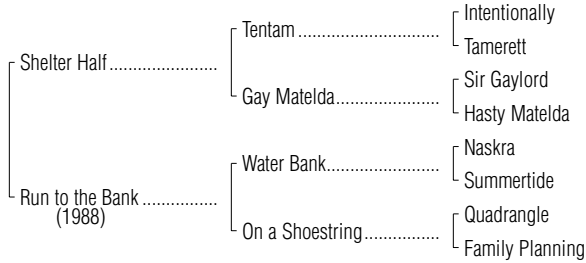 Intentionally
Tentam
Tamerett
Shelter Half
Sir Gaylord
Gay Matelda
Hasty Matelda
Naskra
Water Bank
Summertide
Run to the Bank
(1988)
Quadrangle
On a Shoestring
Family Planning